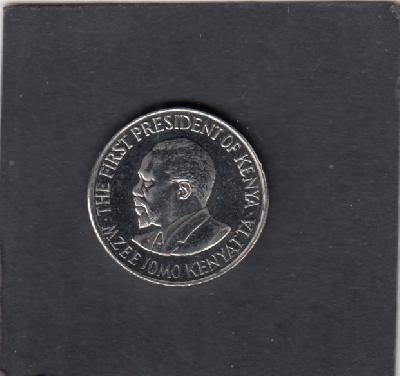 · THE FIRST PRESIDENT OF KENYA ·
MZEE JOMO KENYATTA